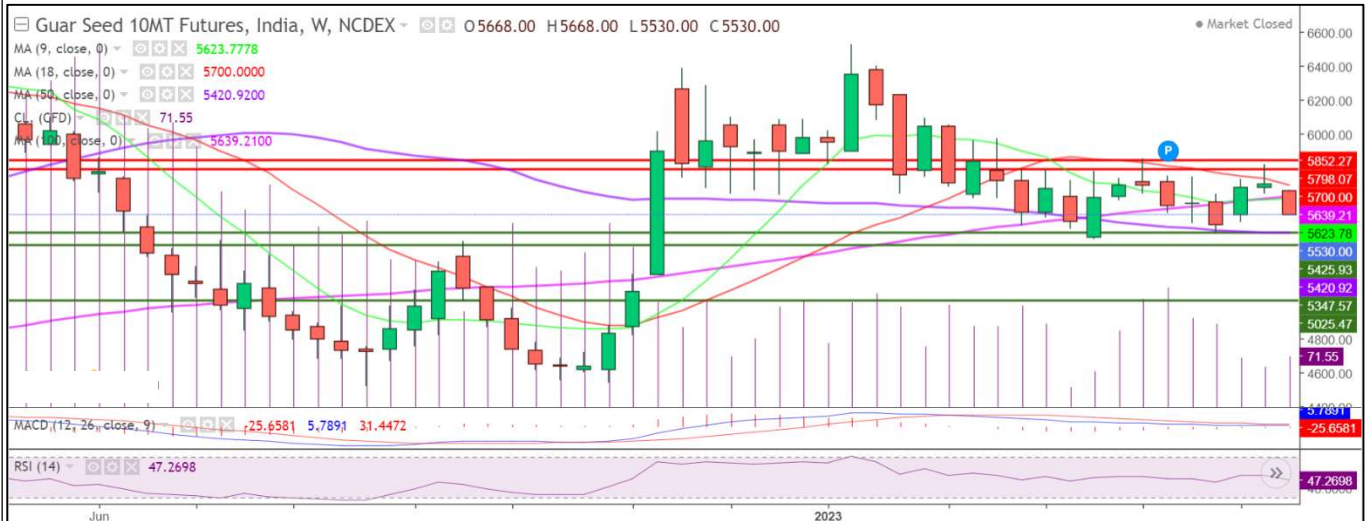 Guar Seed 10MT Futures, India, W, NCDEX O5668.00 H5668.00 L5530.00 C5530.00
Market Closed
MA (9, close, 0) 5623.7778
MA (18, close, 0) 5700.0000
MA (50, close, 0) 5420.9200
CL, (CFD) 71.55
MA (100, close, 0) 5639.2100
P
6600.00
6400.00
6200.00
6000.00
5852.27
5798.07
5700.00
5639.21
5623.78
5530.00
5425.93
5420.92
5347.57
5025.47
4800.00
71.55
4600.00
4400.00
5.7891
-25.6581
MACD (12, 26, close, 9) -25.6581 5.7891 31.4472
RSI (14) 47.2698
47.2698
Jun 2023